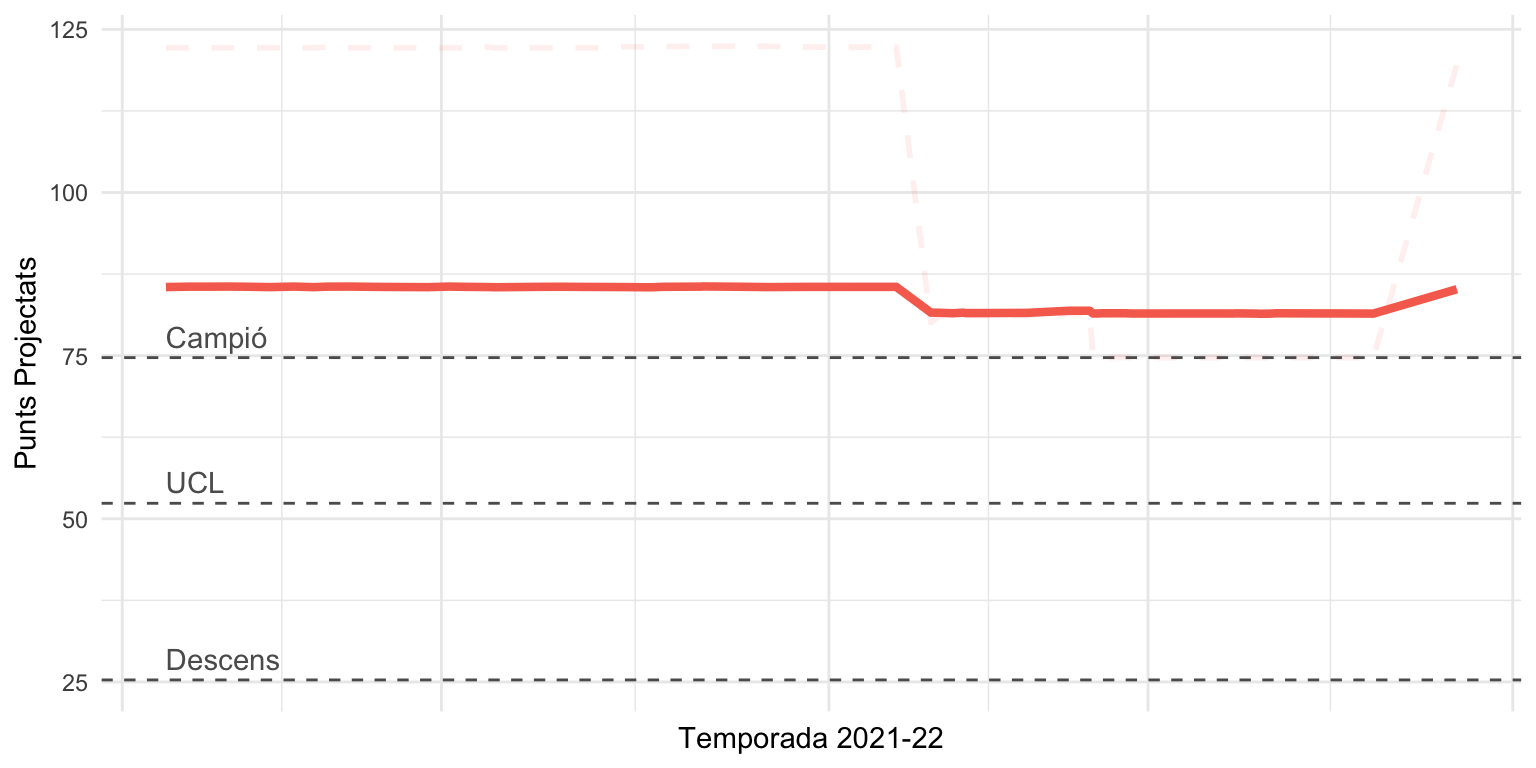 125
100
75
50
25
Punts Projectats
Campió
UCL
Descens
Temporada 2021-22